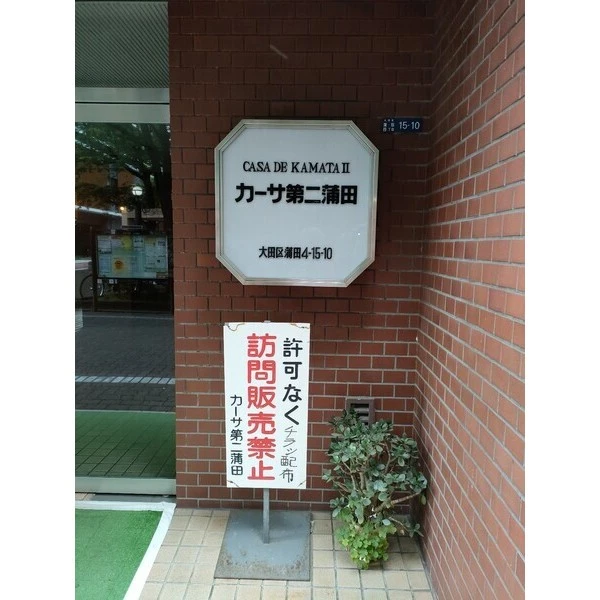 CASA DE KAMATA II
カーサ第二蒲田
大田区蒲田4-15-10
15-10
許可なくチラシ配布
訪問販売禁止
カーサ第二蒲田